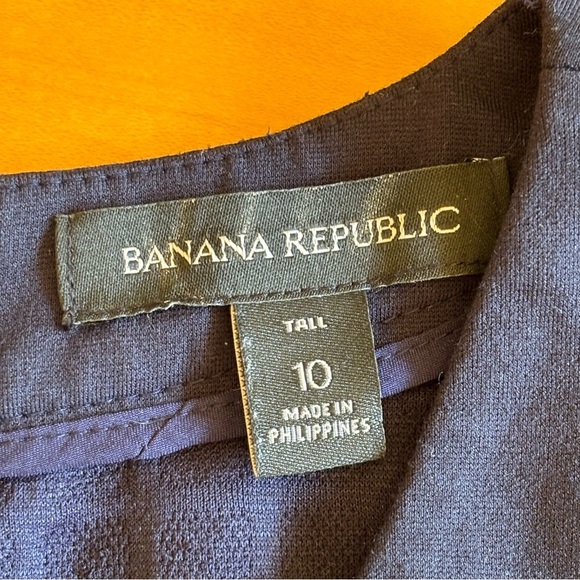 BANANA REPUBLIC
TALL
10
MADE IN
PHILIPPINES